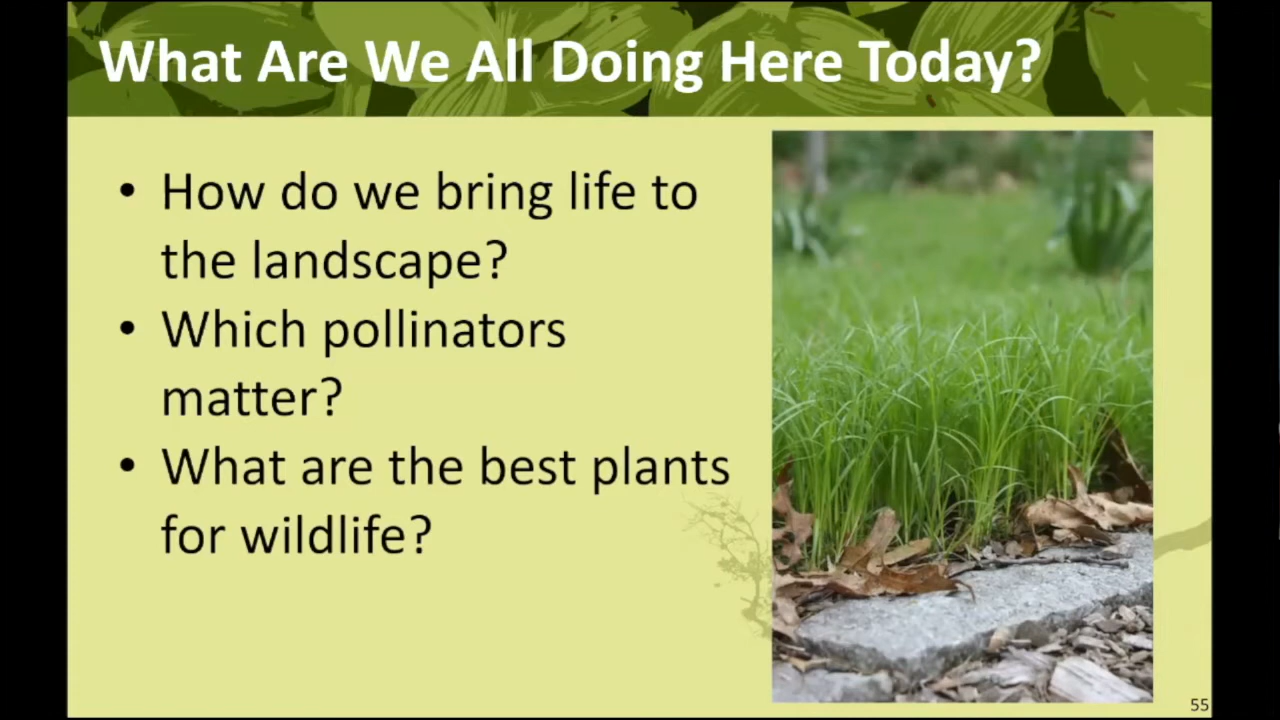 What Are We All Doing Here Today?
• How do we bring life to
the landscape?
• Which pollinators
matter?
• What are the best plants
for wildlife?
55